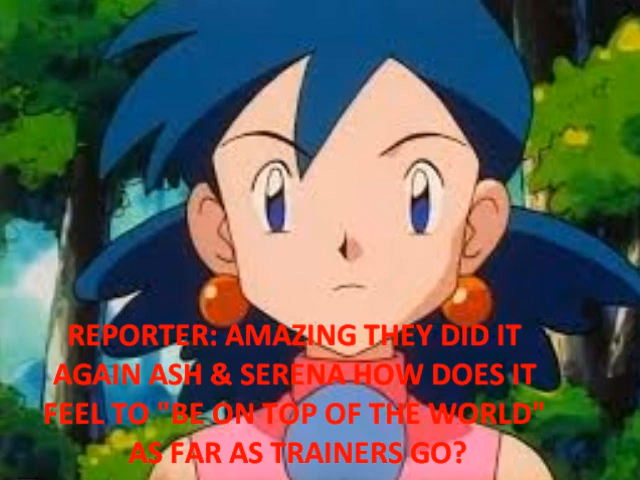 REPORTER: AMAZING THEY DID IT
AGAIN ASH & SERENA HOW DOES IT
FEEL TO "BE ON TOP OF THE WORLD"
AS FAR AS TRAINERS GO?